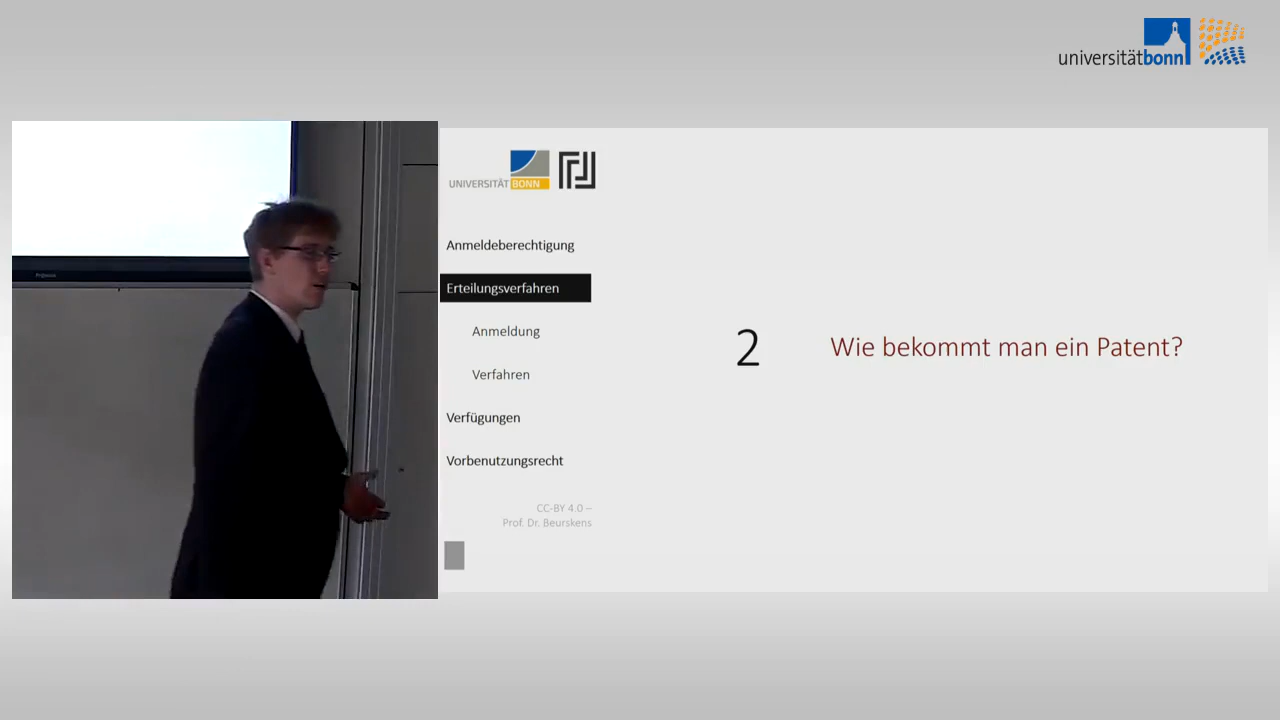 universitätbonn
UNIVERSITÄT BONN
Anmeldeberechtigung
Erteilungsverfahren
Anmeldung
Verfahren
Verfügungen
Vorbenutzungsrecht
CC-BY 4.0 –
Prof. Dr. Beurskens
2 Wie bekommt man ein Patent?